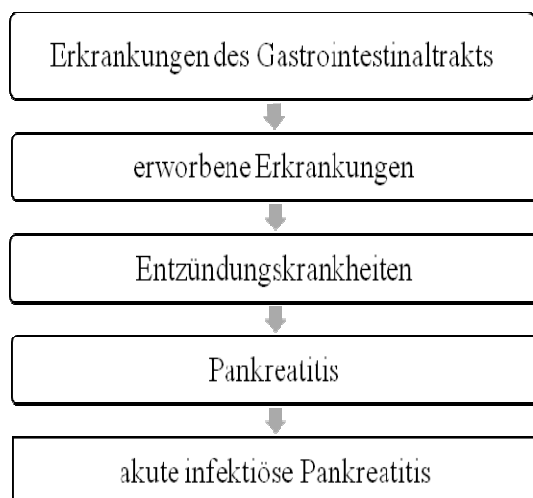 Erkrankungen des Gastrointestinaltrakts
erworbene Erkrankungen
Entzündungskrankheiten
Pankreatitis
akute infektiöse Pankreatitis